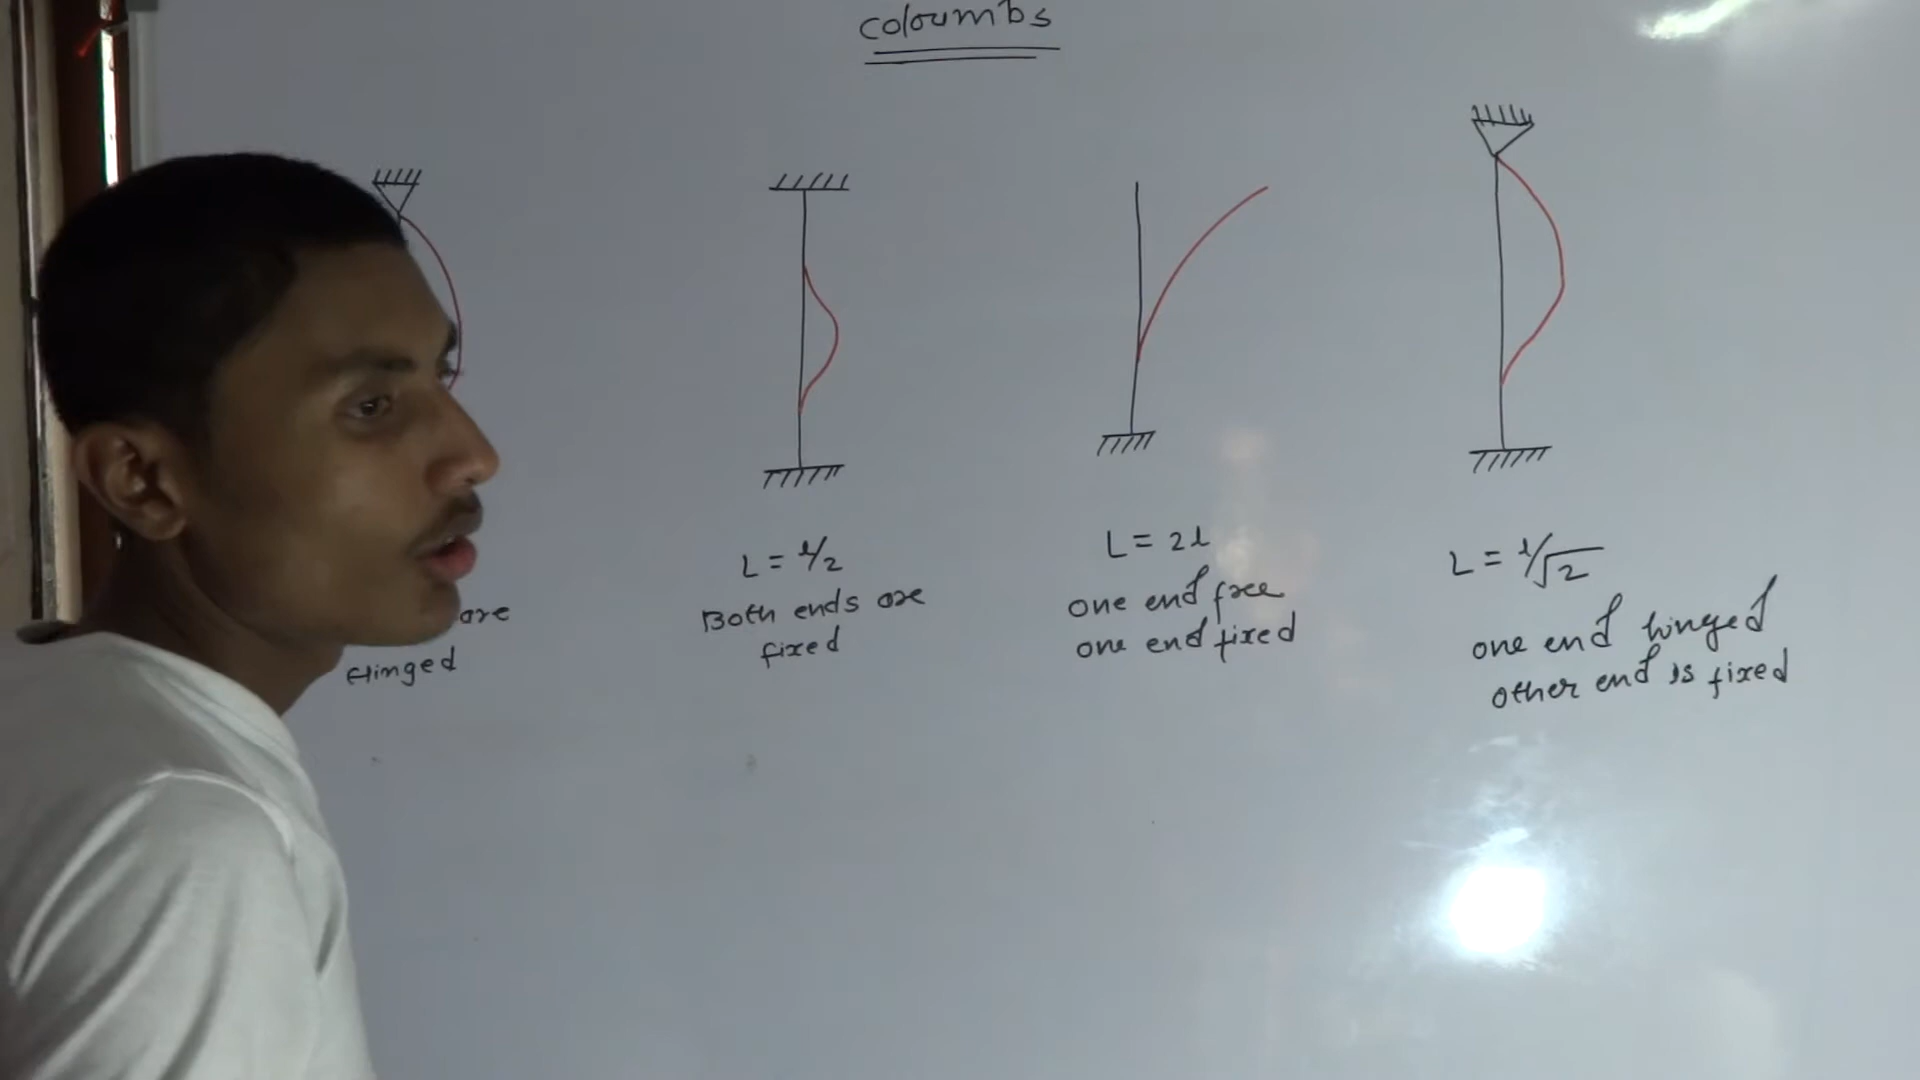 coloumbs
are
Hinged
L = l/2
Both ends are
fixed
L = 2l
one end free
one end fixed
L = l/√2
one end hinged
other end is fixed